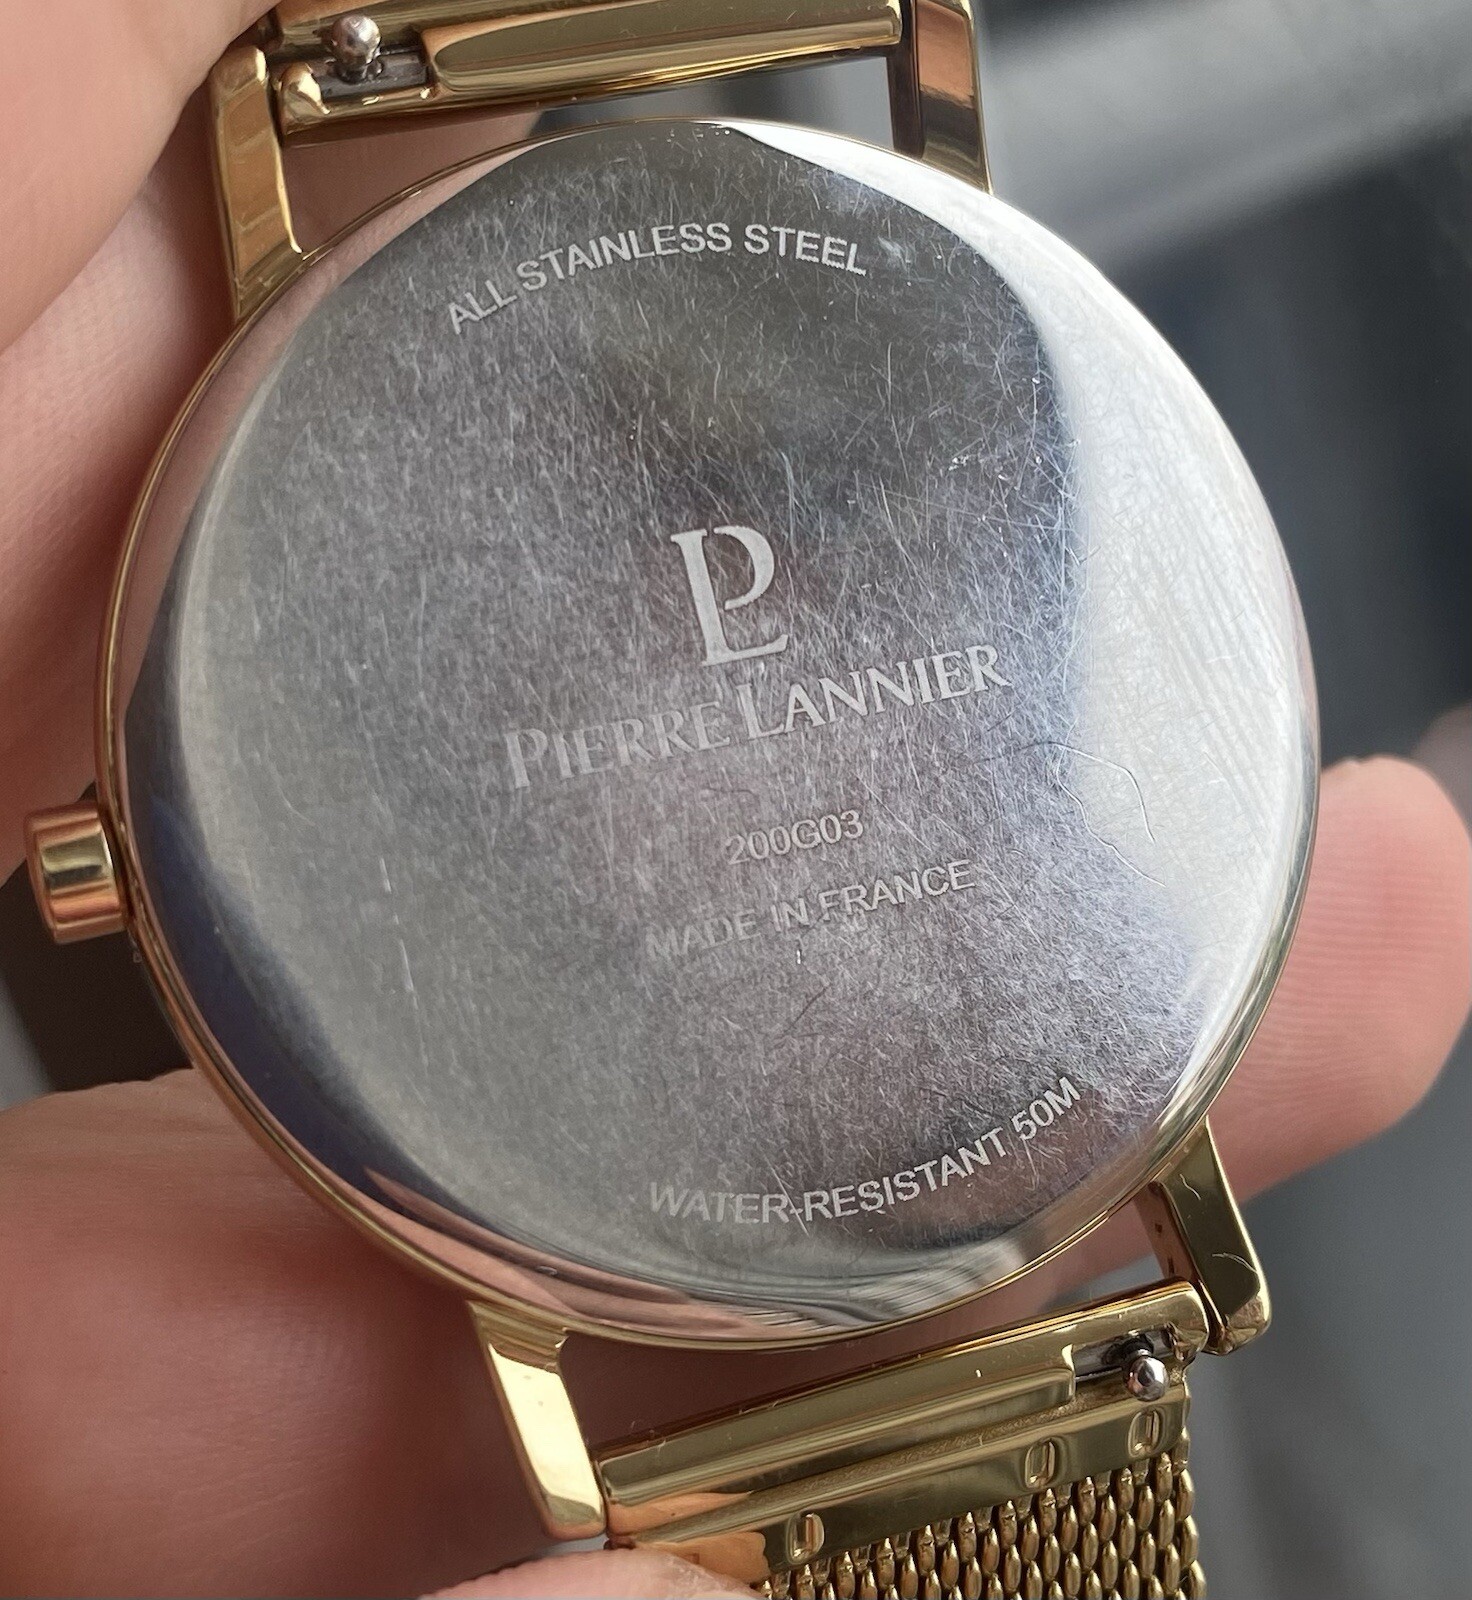 ALL STAINLESS STEEL
PL
PIERRE LANNIER
200G03
MADE IN FRANCE
WATER-RESISTANT 50M